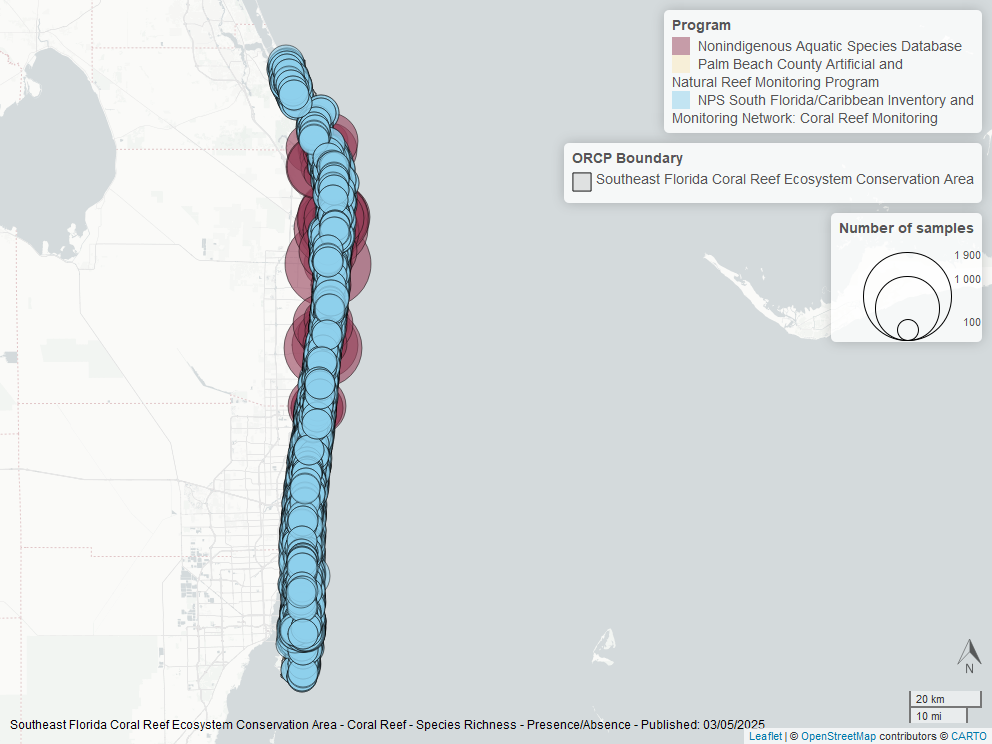 Program
Nonindigenous Aquatic Species Database
Palm Beach County Artificial and
Natural Reef Monitoring Program
NPS South Florida/Caribbean Inventory and
Monitoring Network: Coral Reef Monitoring
ORCP Boundary
Southeast Florida Coral Reef Ecosystem Conservation Area
Number of samples
1 900
1 000
100
N
20 km
10 mi
Southeast Florida Coral Reef Ecosystem Conservation Area - Coral Reef - Species Richness - Presence/Absence - Published: 03/05/2025
Leaflet | © OpenStreetMap contributors © CARTO